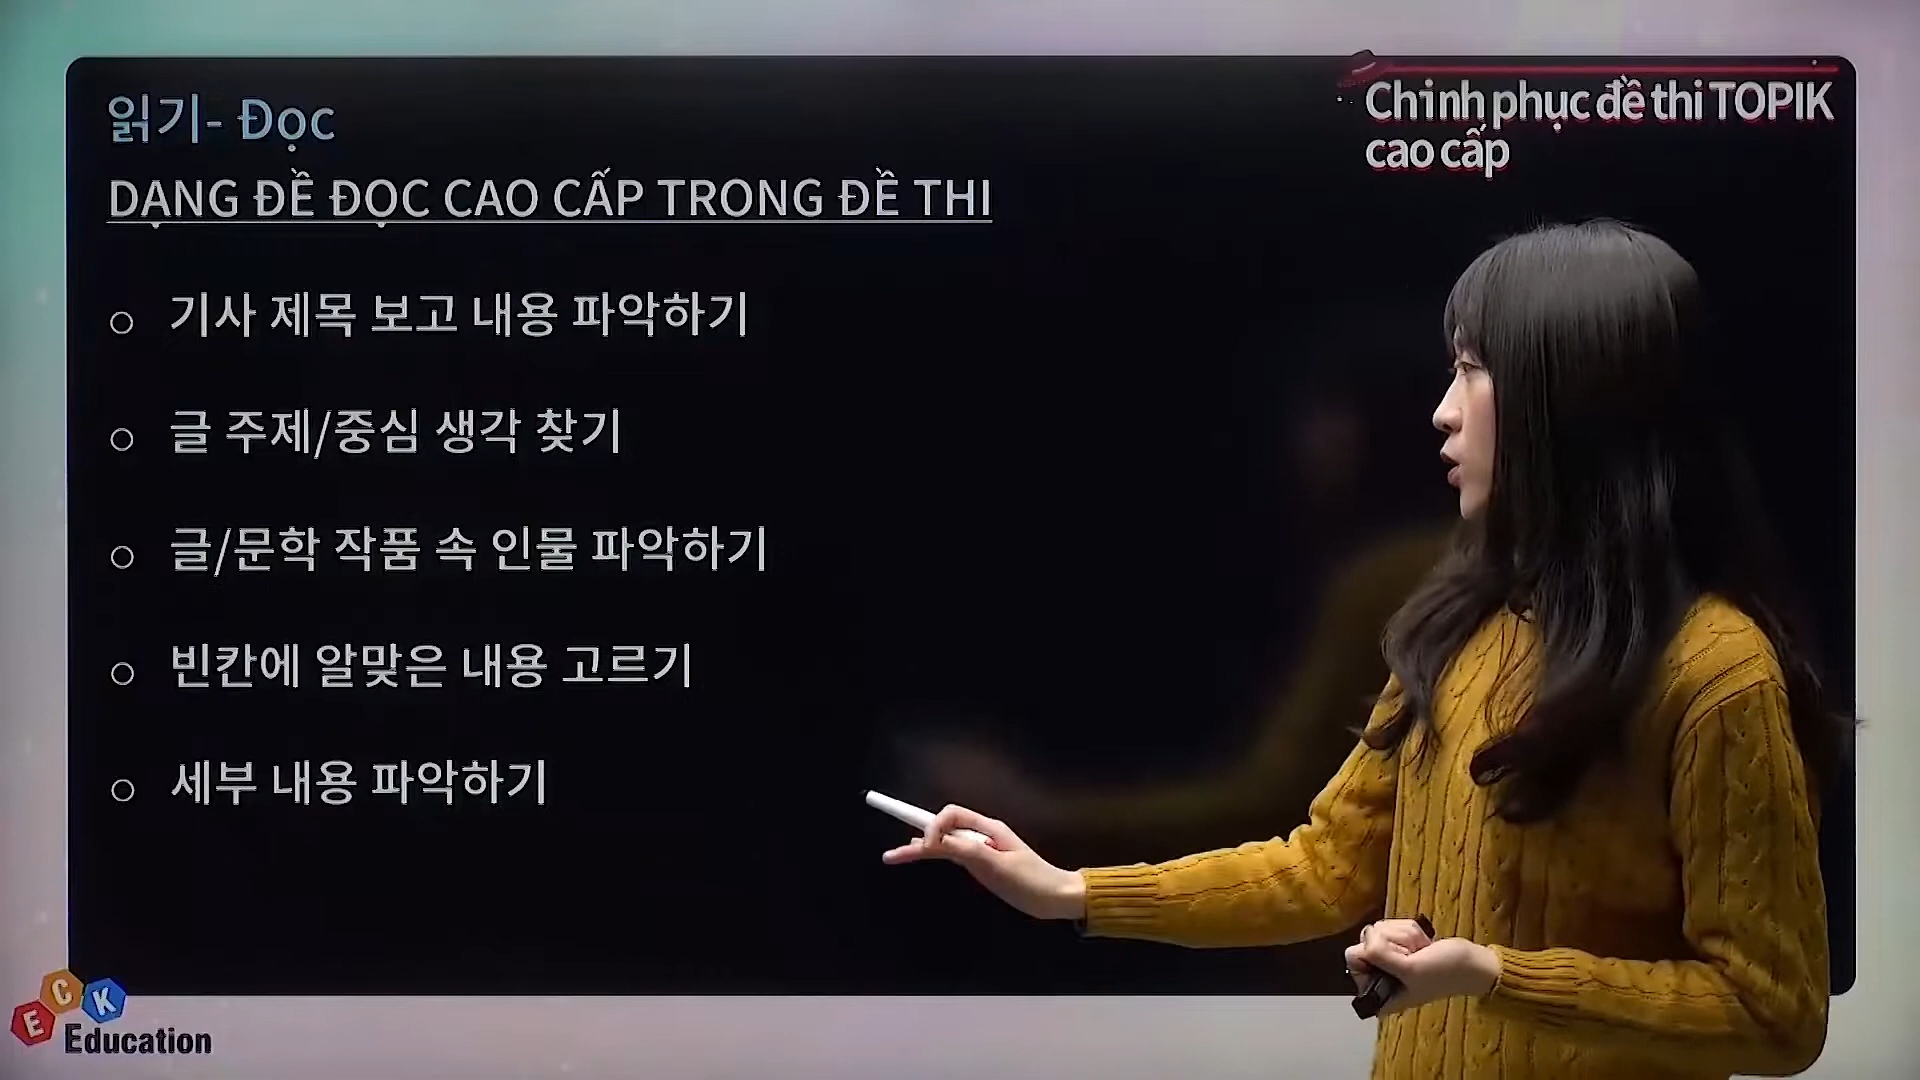 읽기- Đọc
DẠNG ĐỀ ĐỌC CAO CẤP TRONG ĐỀ THI
Chinh phục đề thi TOPIK
cao cấp
기사 제목 보고 내용 파악하기
글 주제/중심 생각 찾기
글/문학 작품 속 인물 파악하기
빈칸에 알맞은 내용 고르기
세부 내용 파악하기
ECK
Education